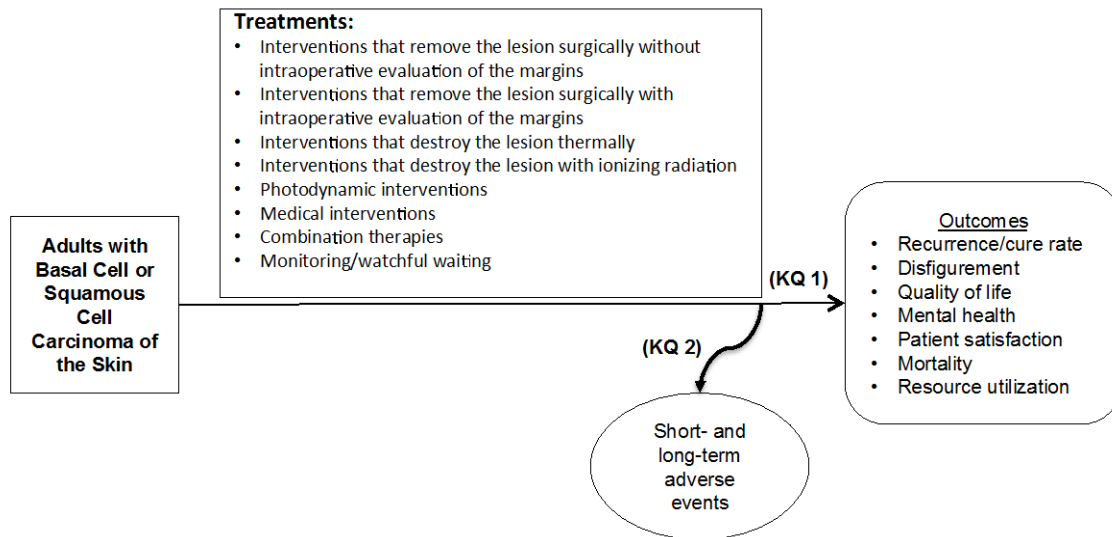 Treatments:
• Interventions that remove the lesion surgically without
intraoperative evaluation of the margins
• Interventions that remove the lesion surgically with
intraoperative evaluation of the margins
• Interventions that destroy the lesion thermally
• Interventions that destroy the lesion with ionizing radiation
• Photodynamic interventions
• Medical interventions
• Combination therapies
• Monitoring/watchful waiting
Adults with
Basal Cell or
Squamous
Cell
Carcinoma of
the Skin
(KQ 1)
(KQ 2)
Short- and
long-term
adverse
events
Outcomes
• Recurrence/cure rate
• Disfigurement
• Quality of life
• Mental health
• Patient satisfaction
• Mortality
• Resource utilization